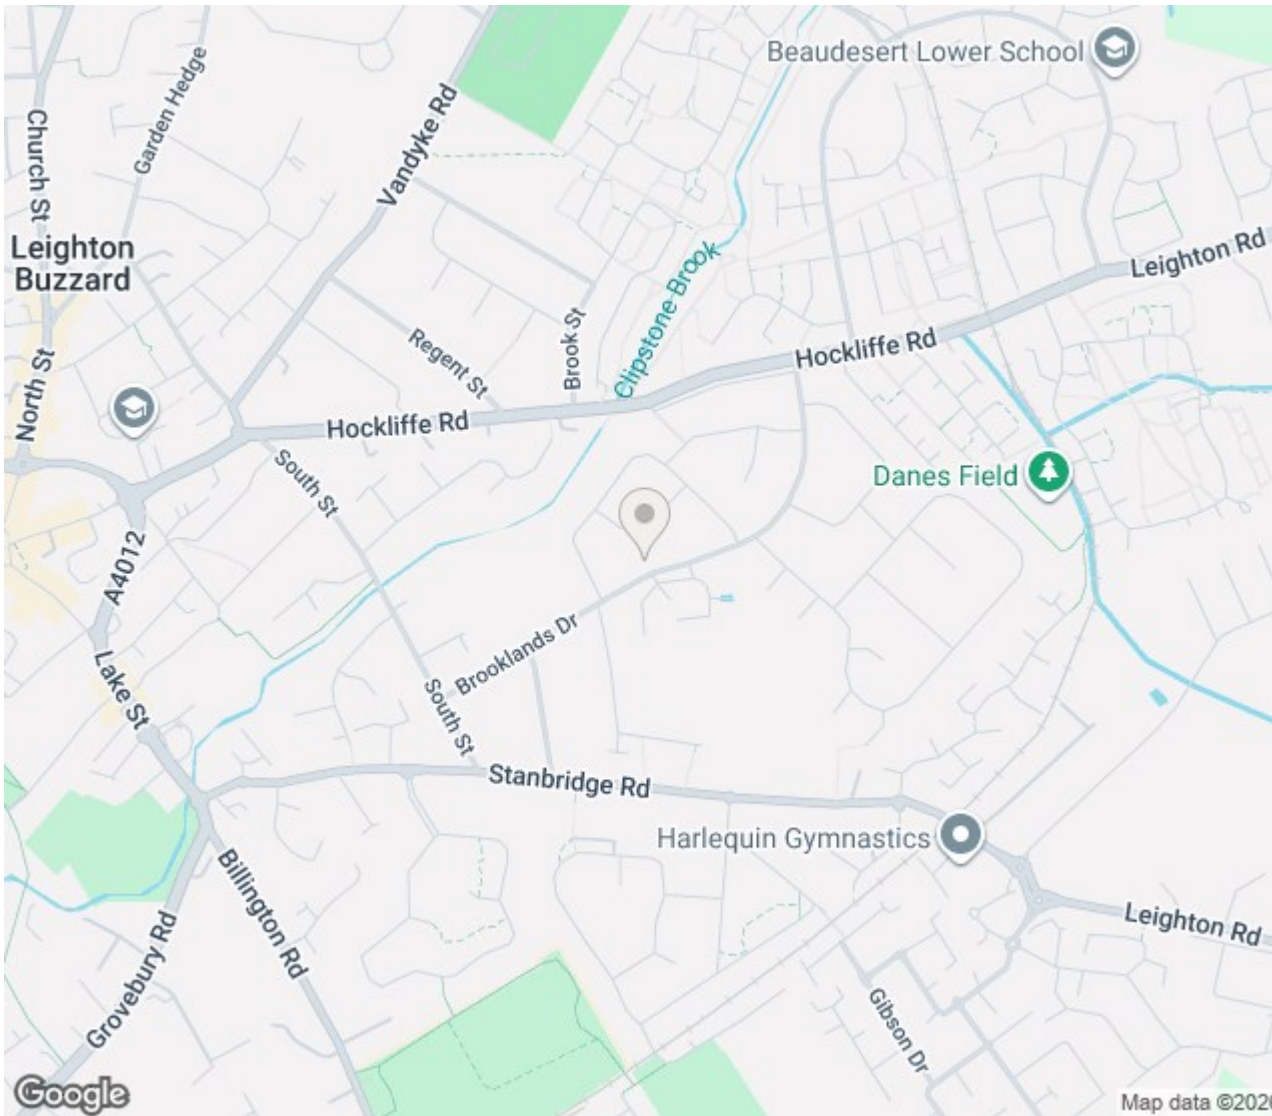 Beaudesert Lower School
Garden Hedge
Church St
Vandyke Rd
Leighton
Buzzard
Clipstone Brook
Leighton Rd
Regent St
Brook St
Hockliffe Rd
North St
Hockliffe Rd
South St
Danes Field
A4012
Brooklands Dr
Lake St
South St
Stanbridge Rd
Harlequin Gymnastics
Billington Rd
Leighton Rd
Grovebury Rd
Gibson Dr
Google
Map data ©202